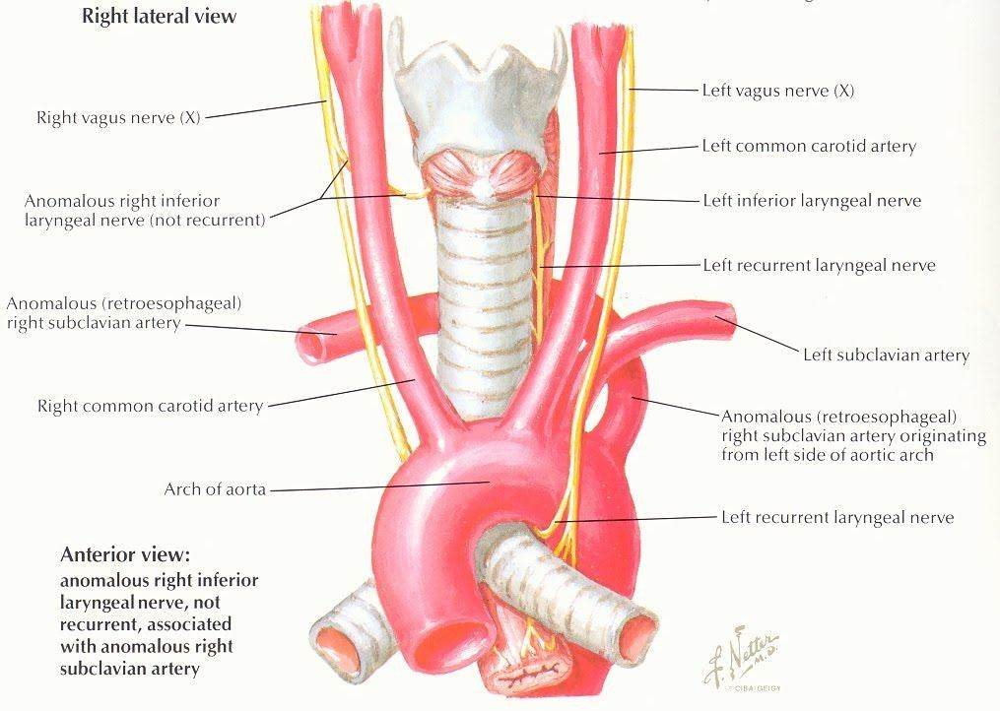 Right lateral view
Right vagus nerve (X)
Left vagus nerve (X)
Left common carotid artery
Anomalous right inferior
laryngeal nerve (not recurrent)
Left inferior laryngeal nerve
Left recurrent laryngeal nerve
Anomalous (retroesophageal)
right subclavian artery
Left subclavian artery
Right common carotid artery
Anomalous (retroesophageal)
right subclavian artery originating
from left side of aortic arch
Arch of aorta
Left recurrent laryngeal nerve
Anterior view:
anomalous right inferior
laryngeal nerve, not
recurrent, associated
with anomalous right
subclavian artery
F. Netter
M.D.
CIBA-GEIGY